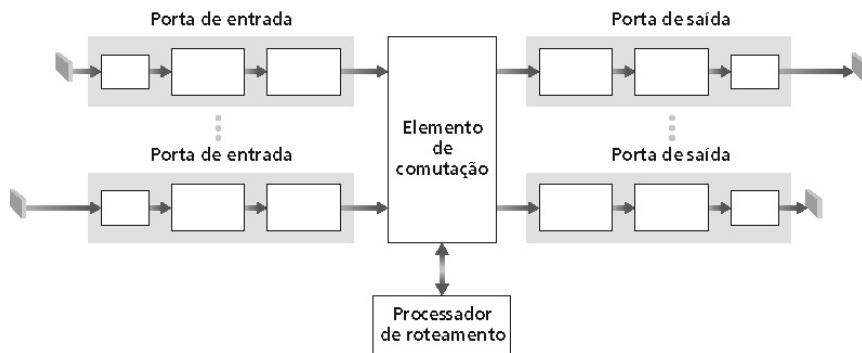 Porta de entrada
Porta de saída
Elemento
de
comutação
Porta de entrada
Porta de saída
Processador
de roteamento